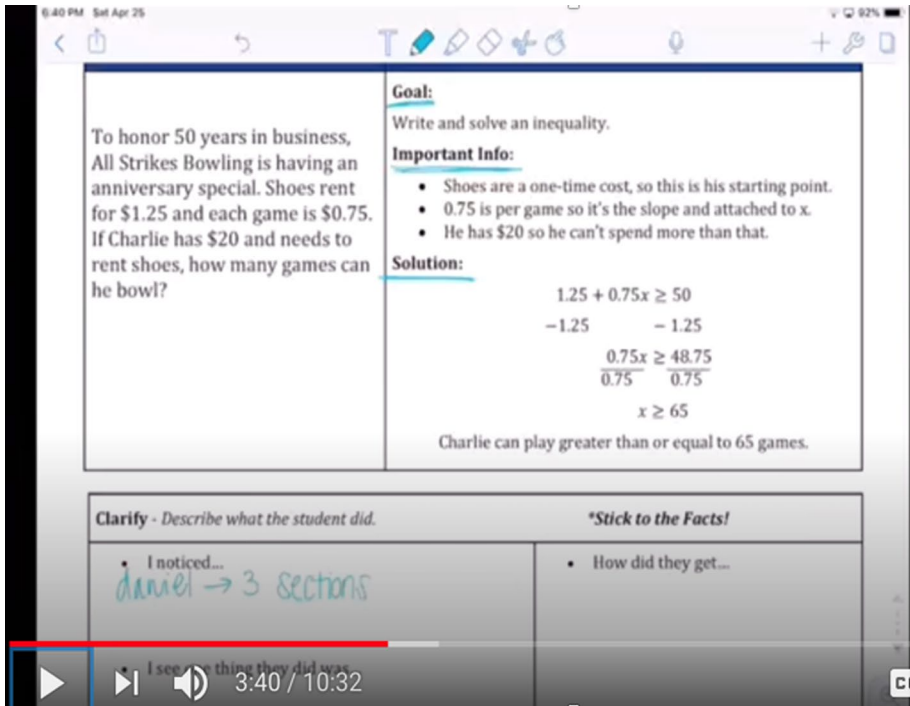 6:40 PM Sat Apr 25
92%
T
To honor 50 years in business,
All Strikes Bowling is having an
anniversary special. Shoes rent
for $1.25 and each game is $0.75.
If Charlie has $20 and needs to
rent shoes, how many games can
he bowl?
Goal:
Write and solve an inequality.
Important Info:
• Shoes are a one-time cost, so this is his starting point.
• 0.75 is per game so it's the slope and attached to x.
• He has $20 so he can't spend more than that.
Solution:
1.25 + 0.75x ≥ 50
−1.25 − 1.25
0.75x ≥ 48.75
0.75 0.75
x ≥ 65
Charlie can play greater than or equal to 65 games.
Clarify - Describe what the student did. *Stick to the Facts!
• I noticed...
daniel → 3 sections
• How did they get...
• I see one thing they did was
3:40 / 10:32